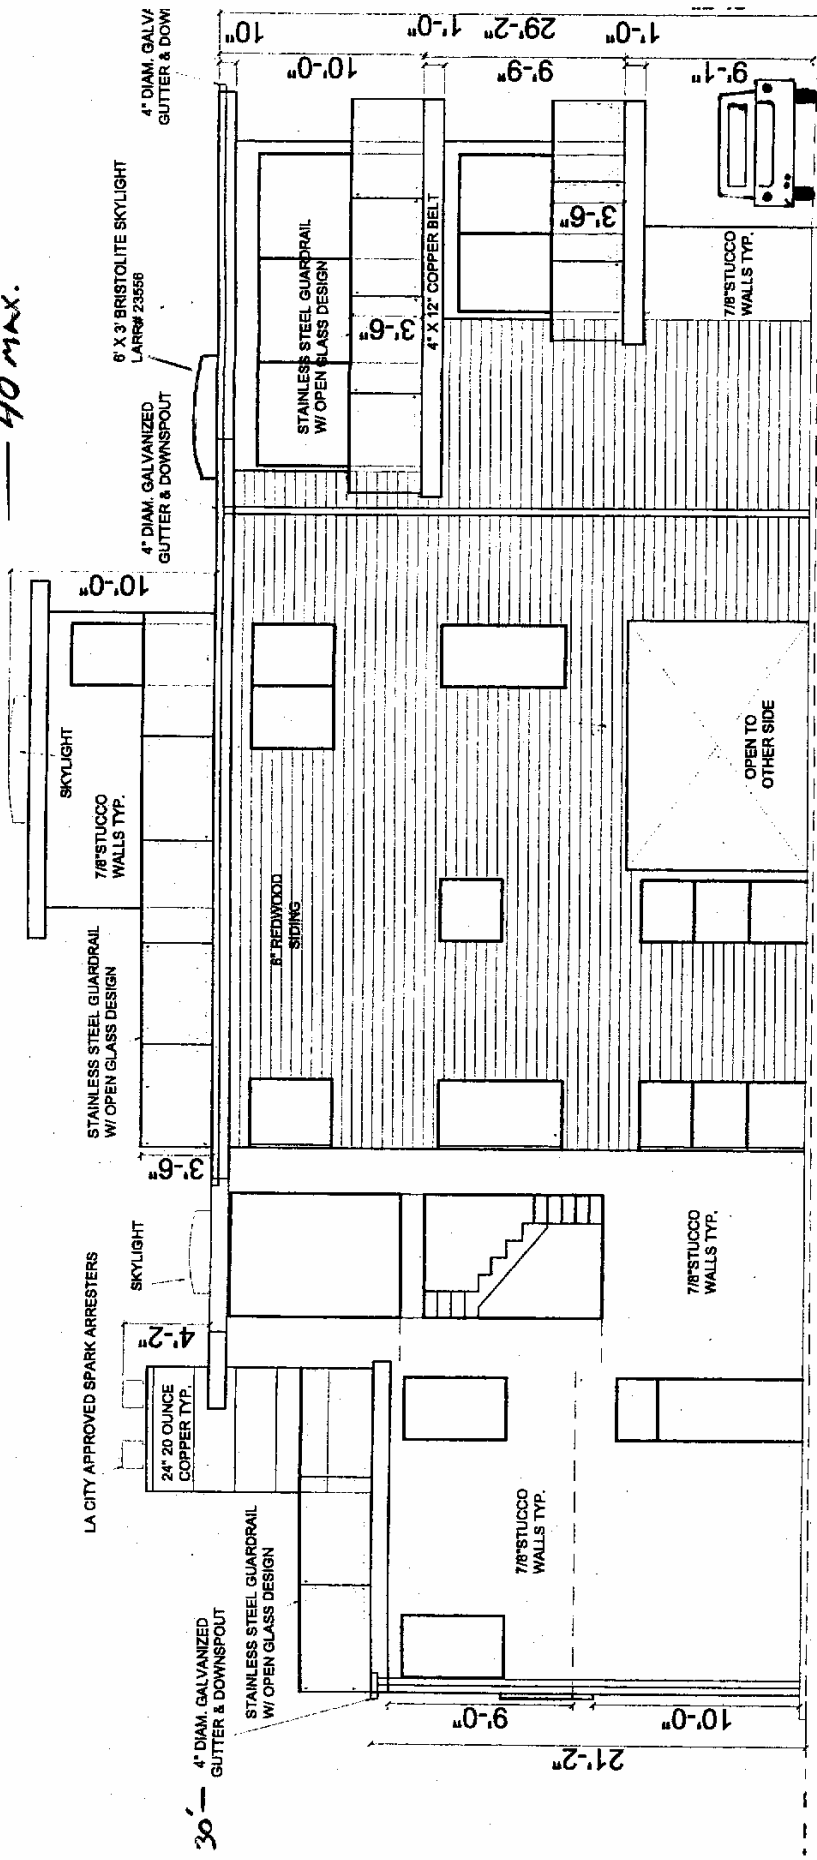 40 MAX.
4" DIAM. GALVA
GUTTER & DOW
6' X 3' BRISTOLITE SKYLIGHT
LARR# 23556
4" DIAM. GALVANIZED
GUTTER & DOWNSPOUT
10'-0"
SKYLIGHT
7/8"STUCCO
WALLS TYP.
STAINLESS STEEL GUARDRAIL
W/ OPEN GLASS DESIGN
3'-6"
SKYLIGHT
4'-2"
LA CITY APPROVED SPARK ARRESTERS
24" 20 OUNCE
COPPER TYP.
STAINLESS STEEL GUARDRAIL
W/ OPEN GLASS DESIGN
4" DIAM. GALVANIZED
GUTTER & DOWNSPOUT
30'
10"
10'-0"
1'-0"
29'-2"
9'-9"
1'-0"
9'-1"
STAINLESS STEEL GUARDRAIL
W/ OPEN GLASS DESIGN
3'-6"
4" X 12" COPPER BELT
3'-6"
7/8"STUCCO
WALLS TYP.
8" REDWOOD
SIDING
OPEN TO
OTHER SIDE
7/8"STUCCO
WALLS TYP.
7/8"STUCCO
WALLS TYP.
9'-0"
10'-0"
21'-2"